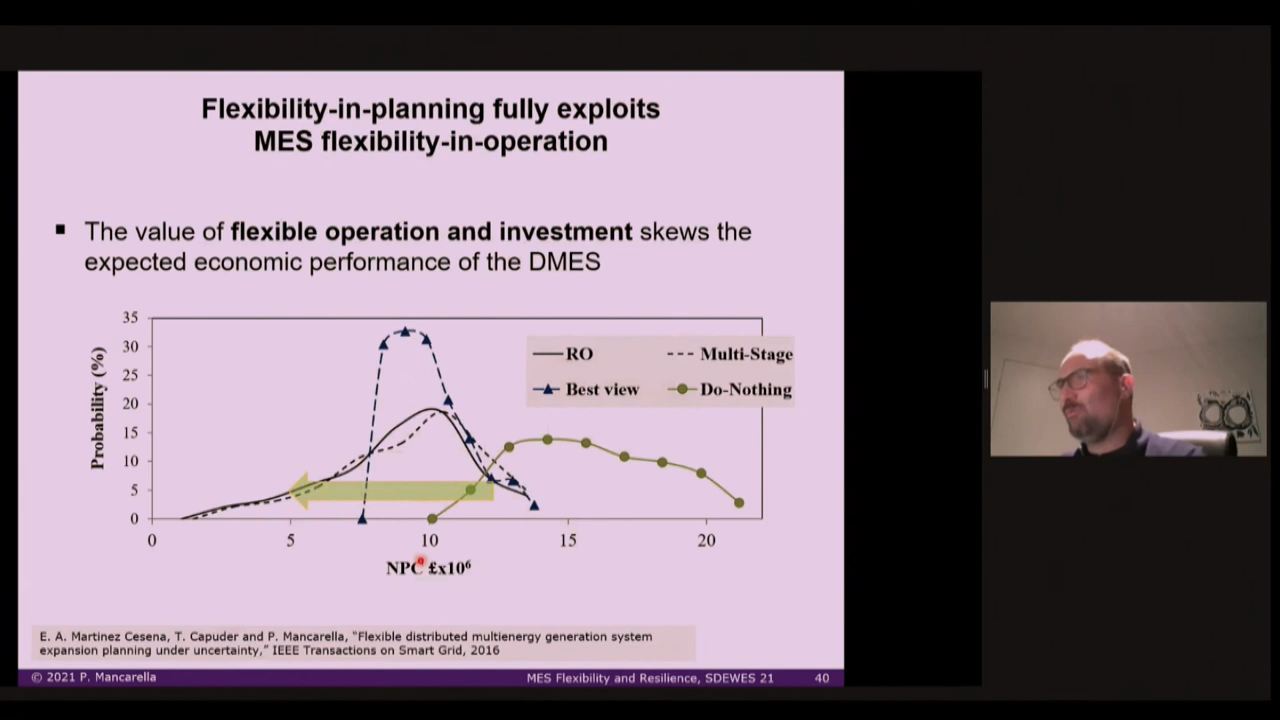 Flexibility-in-planning fully exploits
MES flexibility-in-operation
The value of flexible operation and investment skews the
expected economic performance of the DMES
35
30
25
20
15
10
5
0
Probability (%)
RO
Multi-Stage
Best view
Do-Nothing
0 5 10 15 20
NPC £x10⁶
E. A. Martinez Cesena, T. Capuder and P. Mancarella, "Flexible distributed multienergy generation system
expansion planning under uncertainty," IEEE Transactions on Smart Grid, 2016
© 2021 P. Mancarella MES Flexibility and Resilience, SDEWES 21 40